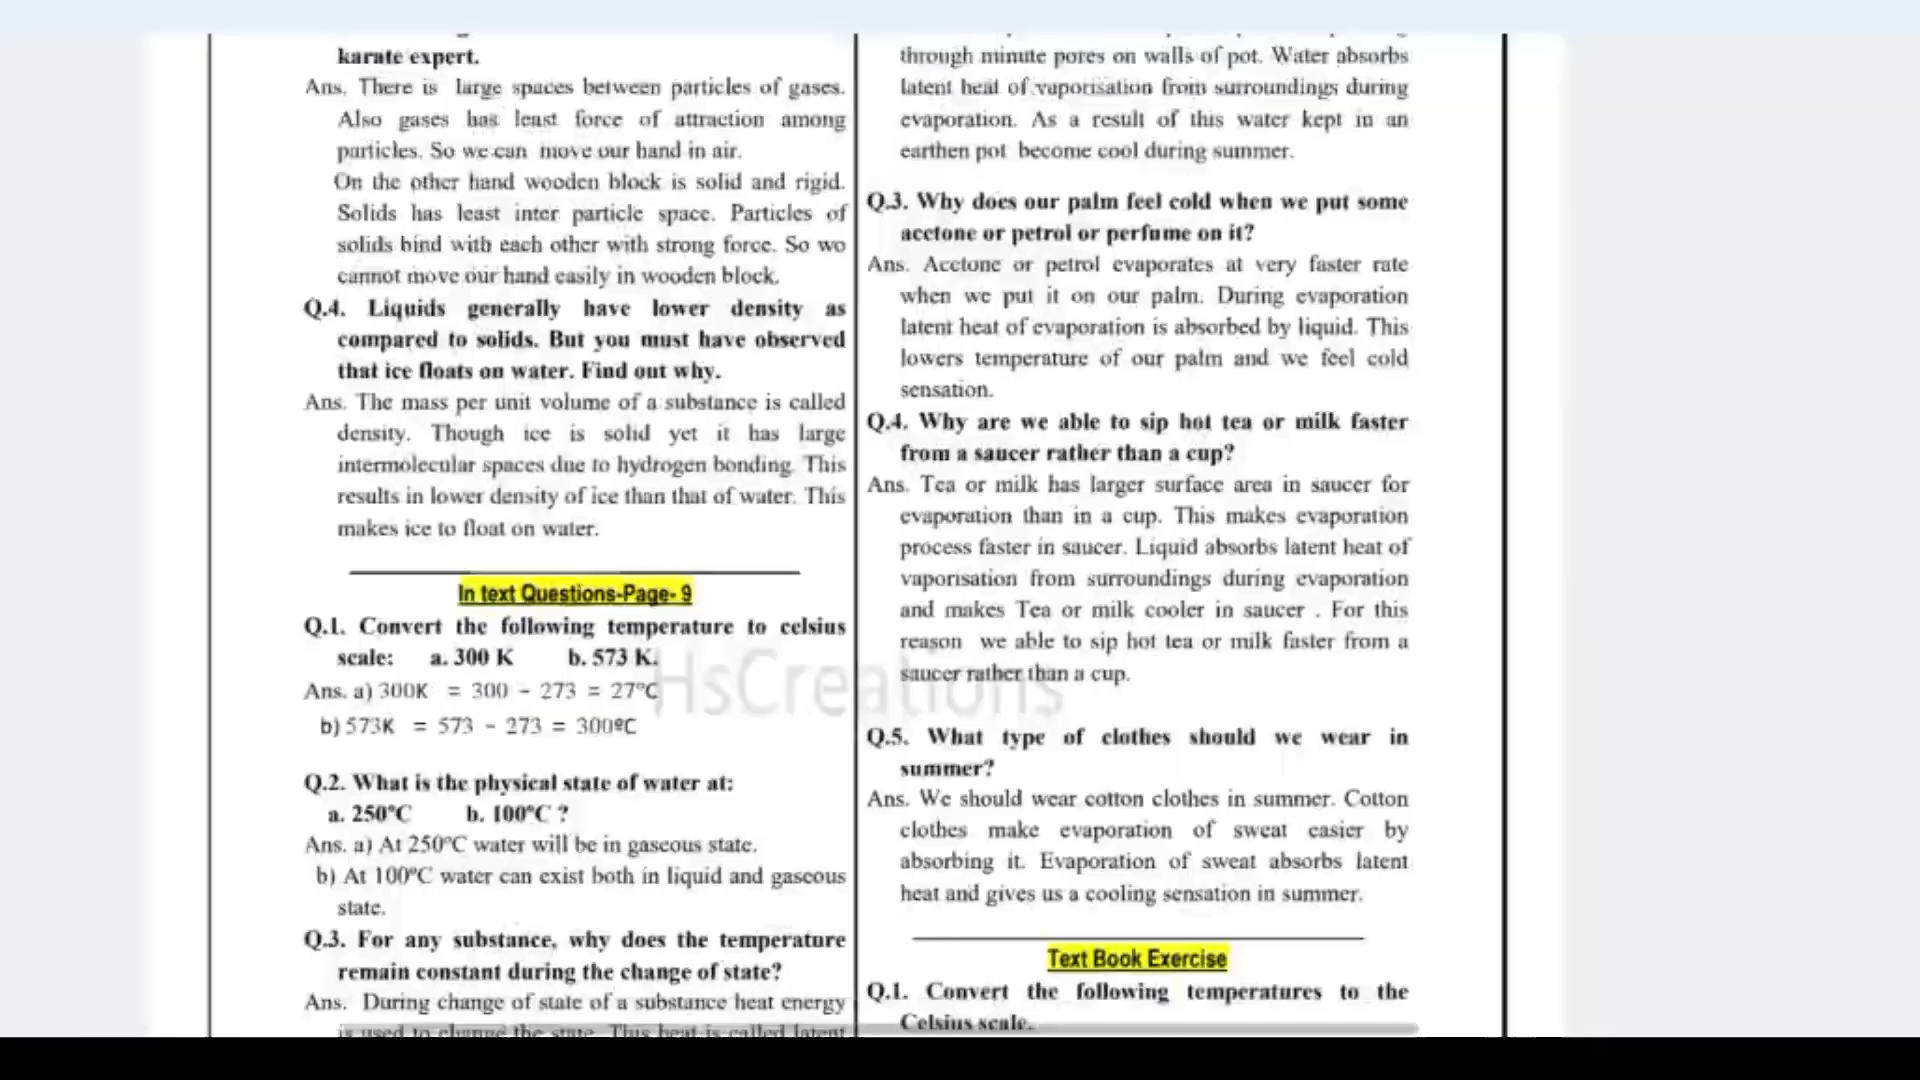 karate expert.
Ans. There is large spaces between particles of gases.
Also gases has least force of attraction among
particles. So we can move our hand in air.
On the other hand wooden block is solid and rigid.
Solids has least inter particle space. Particles of
solids bind with each other with strong force. So we
cannot move our hand easily in wooden block.
Q.4. Liquids generally have lower density as
compared to solids. But you must have observed
that ice floats on water. Find out why.
Ans. The mass per unit volume of a substance is called
density. Though ice is solid yet it has large
intermolecular spaces due to hydrogen bonding. This
results in lower density of ice than that of water. This
makes ice to float on water.
In text Questions-Page- 9
Q.1. Convert the following temperature to celsius
scale: a. 300 K b. 573 K.
Ans. a) 300K = 300 - 273 = 27°C
b) 573K = 573 - 273 = 300°C
Q.2. What is the physical state of water at:
a. 250°C b. 100°C ?
Ans. a) At 250°C water will be in gaseous state.
b) At 100°C water can exist both in liquid and gaseous
state.
Q.3. For any substance, why does the temperature
remain constant during the change of state?
Ans. During change of state of a substance heat energy
is used to change the state. This heat is called latent
through minute pores on walls of pot. Water absorbs
latent heat of vaporisation from surroundings during
evaporation. As a result of this water kept in an
earthen pot become cool during summer.
Q.3. Why does our palm feel cold when we put some
acetone or petrol or perfume on it?
Ans. Acetone or petrol evaporates at very faster rate
when we put it on our palm. During evaporation
latent heat of evaporation is absorbed by liquid. This
lowers temperature of our palm and we feel cold
sensation.
Q.4. Why are we able to sip hot tea or milk faster
from a saucer rather than a cup?
Ans. Tea or milk has larger surface area in saucer for
evaporation than in a cup. This makes evaporation
process faster in saucer. Liquid absorbs latent heat of
vaporisation from surroundings during evaporation
and makes Tea or milk cooler in saucer . For this
reason we able to sip hot tea or milk faster from a
saucer rather than a cup.
Q.5. What type of clothes should we wear in
summer?
Ans. We should wear cotton clothes in summer. Cotton
clothes make evaporation of sweat easier by
absorbing it. Evaporation of sweat absorbs latent
heat and gives us a cooling sensation in summer.
Text Book Exercise
Q.1. Convert the following temperatures to the
Celsius scale.
HsCreations